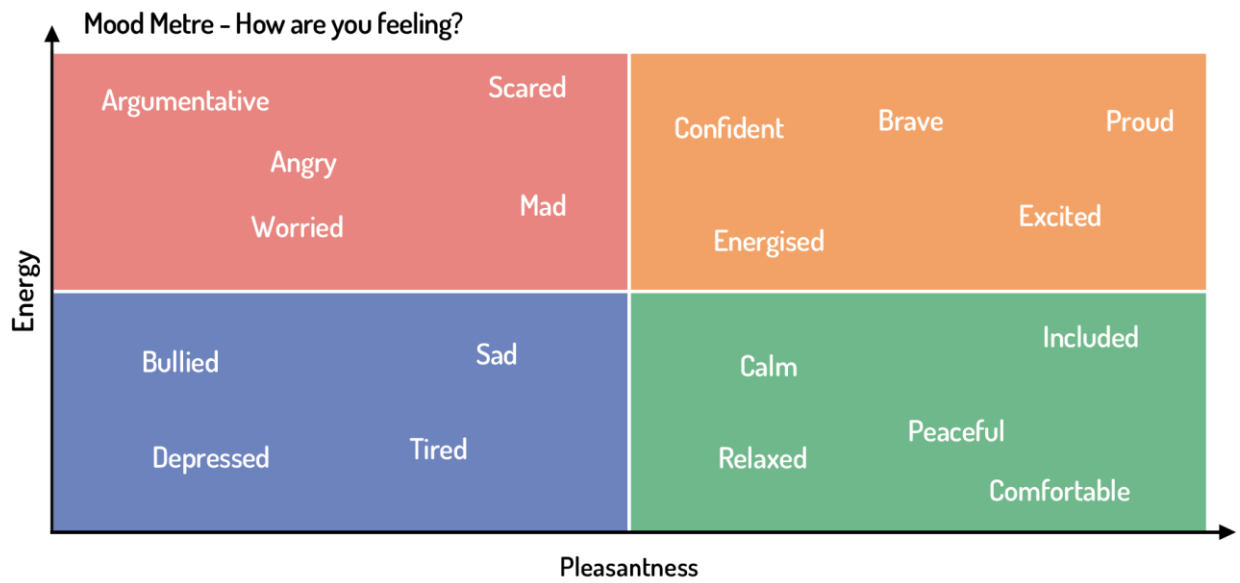 Mood Metre - How are you feeling?
Energy
Argumentative
Scared
Angry
Mad
Worried
Confident
Brave
Proud
Excited
Energised
Bullied
Sad
Depressed
Tired
Included
Calm
Peaceful
Relaxed
Comfortable
Pleasantness